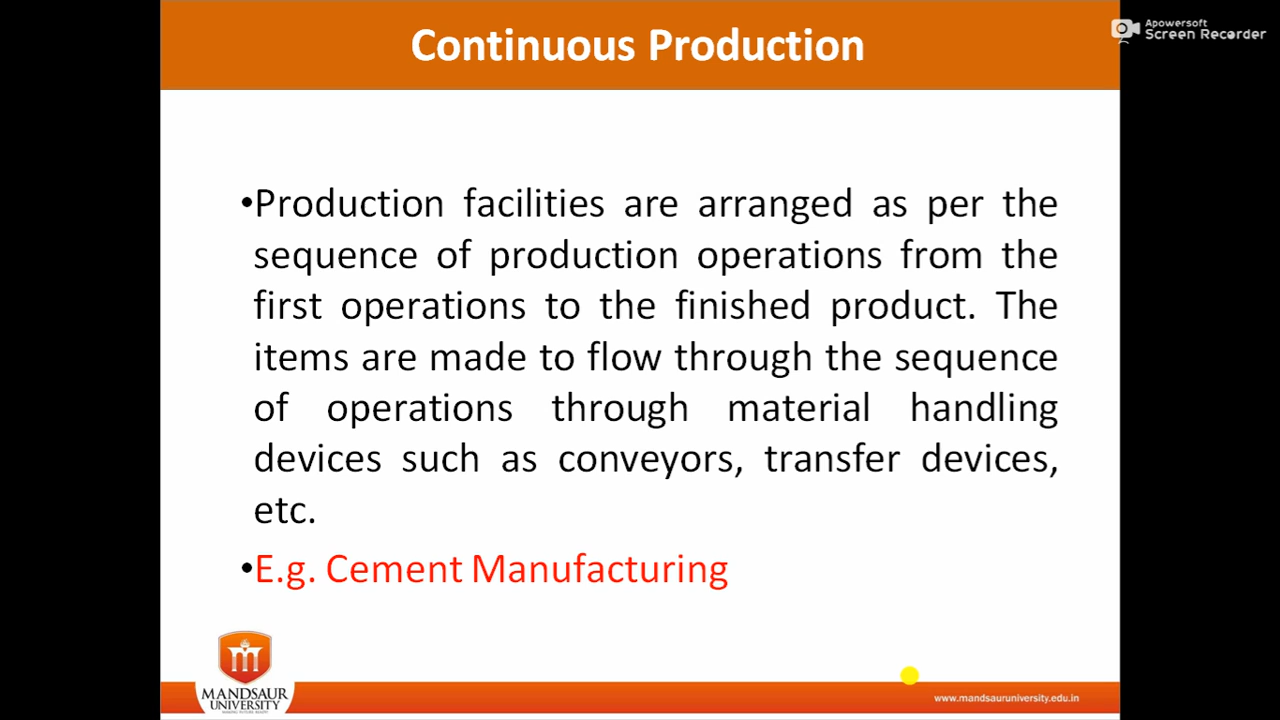 Continuous Production
Apowersoft
Screen Recorder
•Production facilities are arranged as per the
sequence of production operations from the
first operations to the finished product. The
items are made to flow through the sequence
of operations through material handling
devices such as conveyors, transfer devices,
etc.
•E.g. Cement Manufacturing
MANDSAUR
UNIVERSITY
www.mandsauruniversity.edu.in